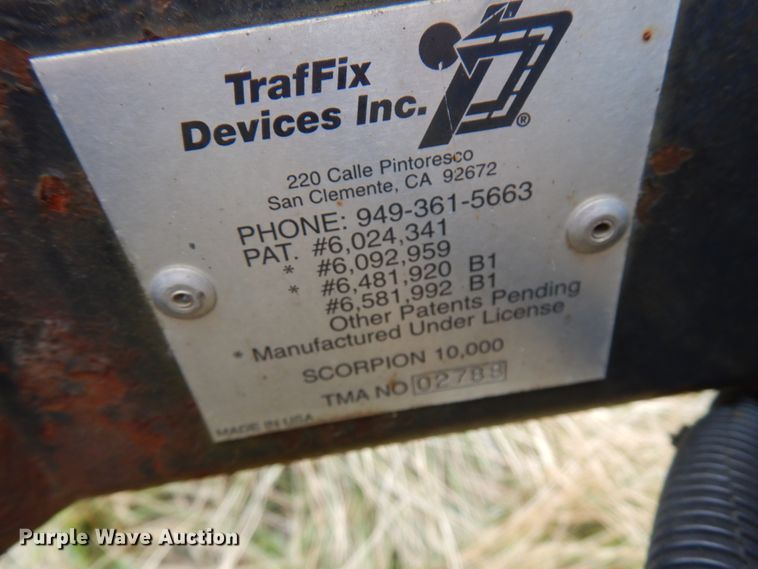 TrafFix
Devices Inc.
®
220 Calle Pintoresco
San Clemente, CA 92672
PHONE: 949-361-5663
PAT. #6,024,341
* #6,092,959
* #6,481,920 B1
#6,581,992 B1
Other Patents Pending
* Manufactured Under License
SCORPION 10,000
TMA NO 02788
MADE IN USA
Purple Wave Auction